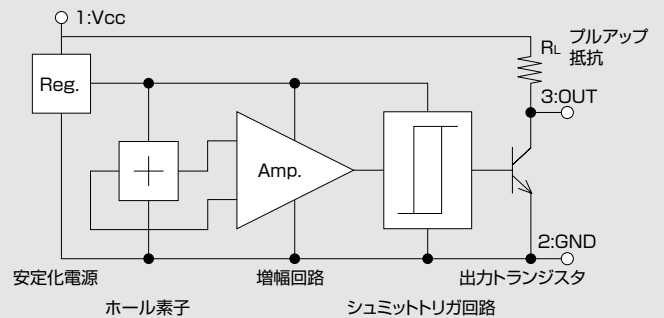 1:Vcc
RL
プルアップ
抵抗
Reg.
3:OUT
Amp.
2:GND
安定化電源
増幅回路
出力トランジスタ
ホール素子
シュミットトリガ回路